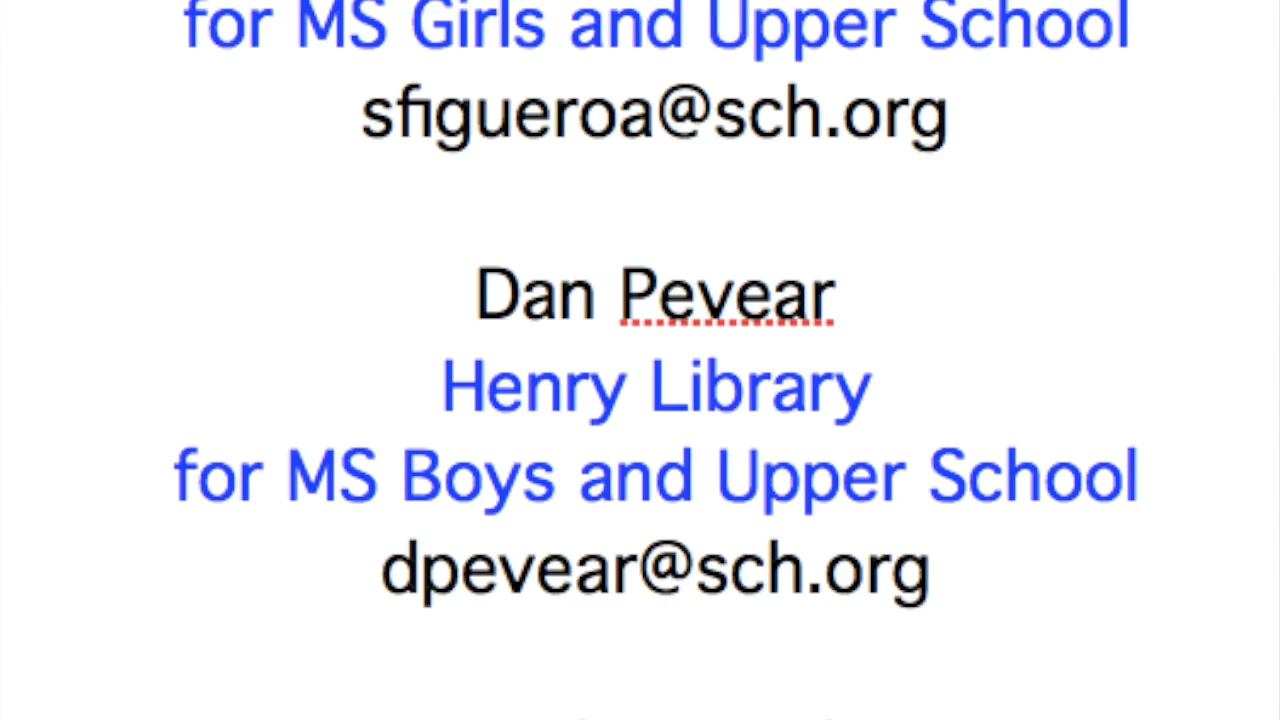 for MS Girls and Upper School
sfigueroa@sch.org
Dan Pevear
Henry Library
for MS Boys and Upper School
dpevear@sch.org